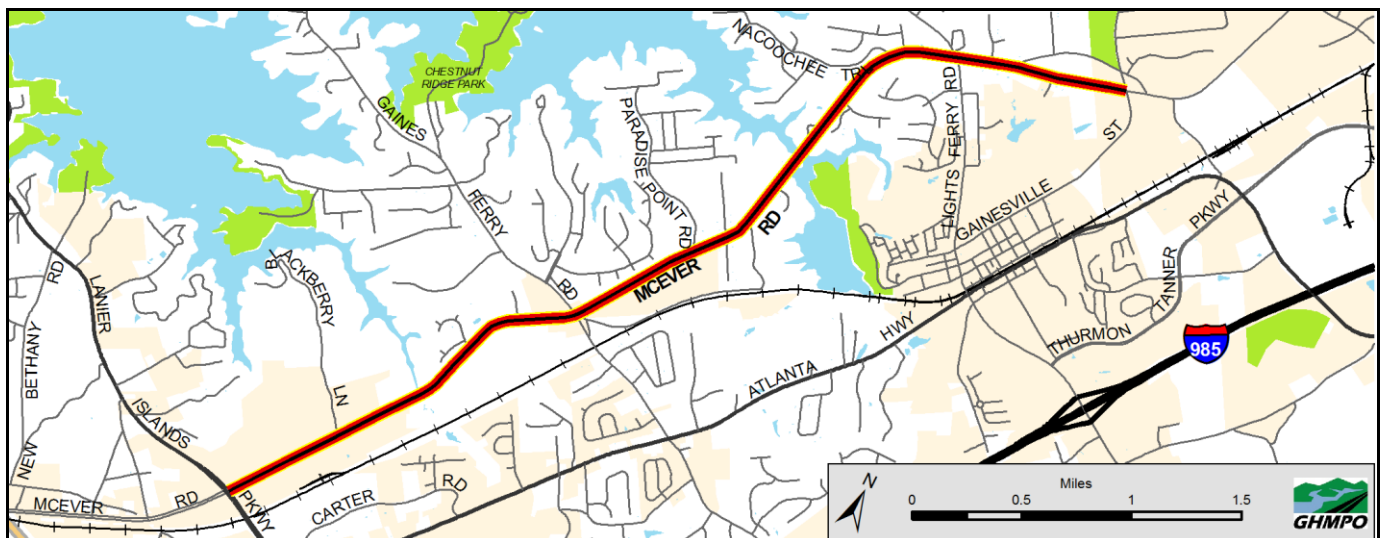 NACOOCHEE
TRL
CHESTNUT
RIDGE PARK
GAINES
FERRY
RD
PARADISE POINT
RD
LIGHTS FERRY RD
GAINESVILLE
ST
MCEVER
RD
BLACKBERRY
LN
LANIER
ISLANDS
PKWY
NEW
BETHANY
RD
ATLANTA
HWY
THURMON
TANNER
PKWY
985
MCEVER
RD
CARTER
RD
N
Miles
0 0.5 1 1.5
GHMPO